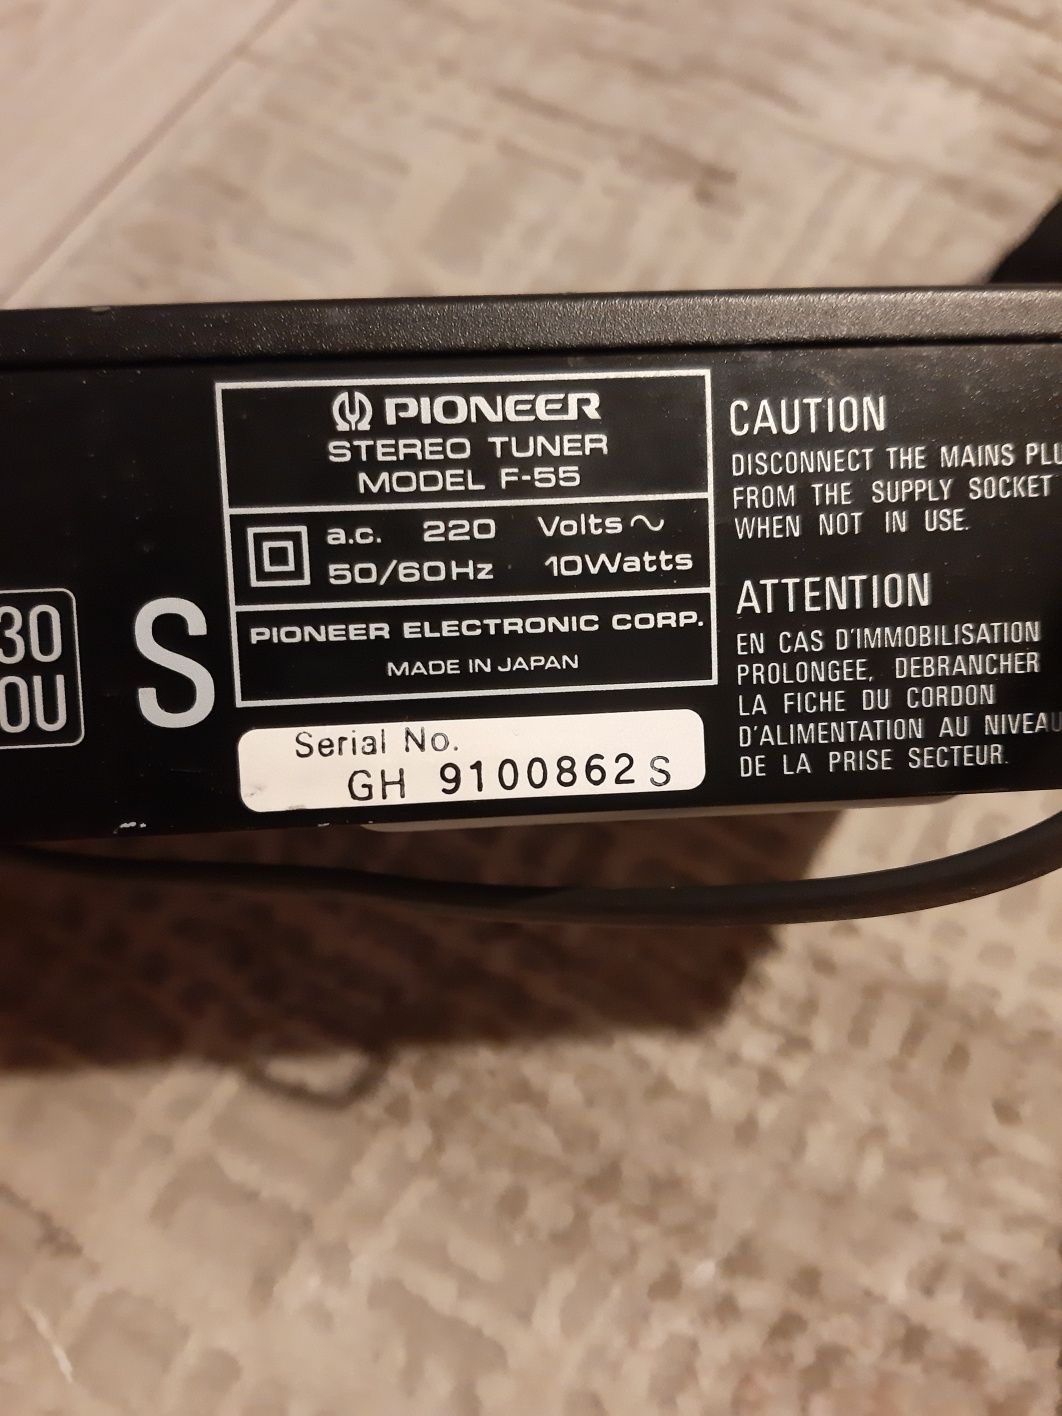 PIONEER
STEREO TUNER
MODEL F-55
a.c. 220 Volts ~
50/60Hz 10Watts
PIONEER ELECTRONIC CORP.
MADE IN JAPAN
Serial No.
GH 9100862 S
30
0U
S
CAUTION
DISCONNECT THE MAINS PLU
FROM THE SUPPLY SOCKET
WHEN NOT IN USE.
ATTENTION
EN CAS D'IMMOBILISATION
PROLONGEE, DEBRANCHER
LA FICHE DU CORDON
D'ALIMENTATION AU NIVEAU
DE LA PRISE SECTEUR.